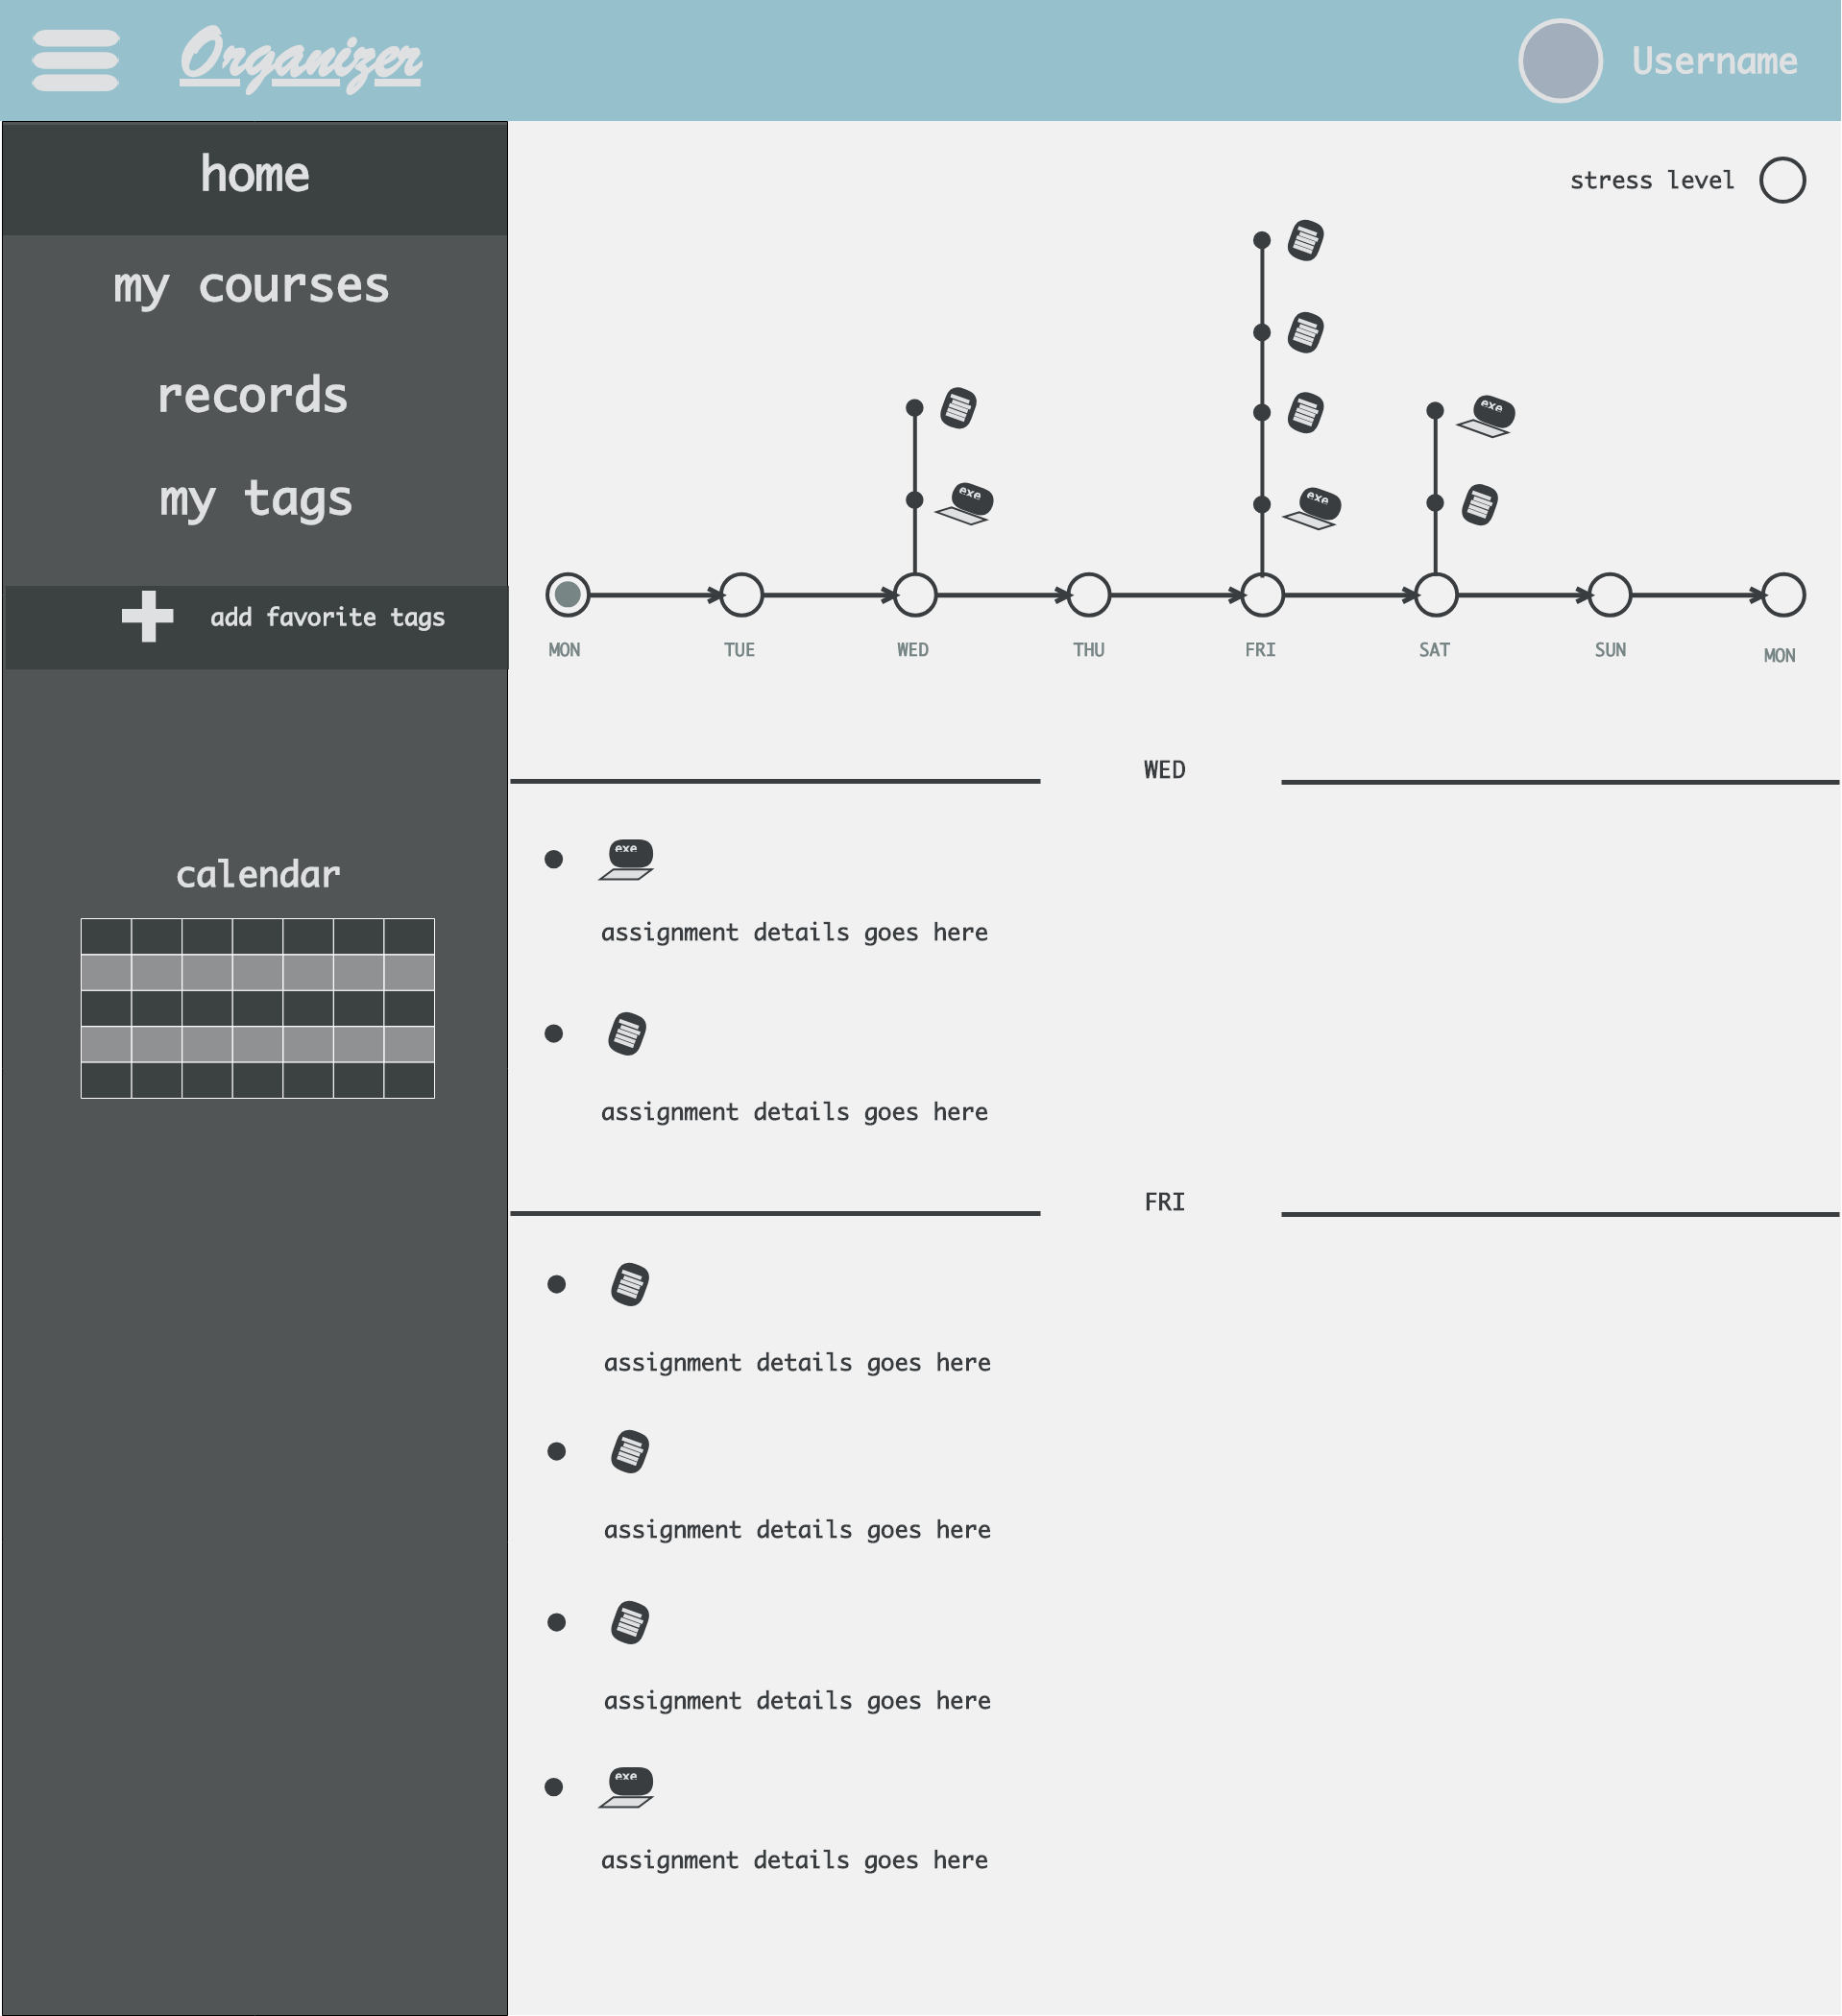 Organizer
Username
home
my courses
records
my tags
add favorite tags
calendar
stress level
exe
exe
exe
MON TUE WED THU FRI SAT SUN MON
WED
exe
assignment details goes here
assignment details goes here
FRI
assignment details goes here
assignment details goes here
assignment details goes here
exe
assignment details goes here